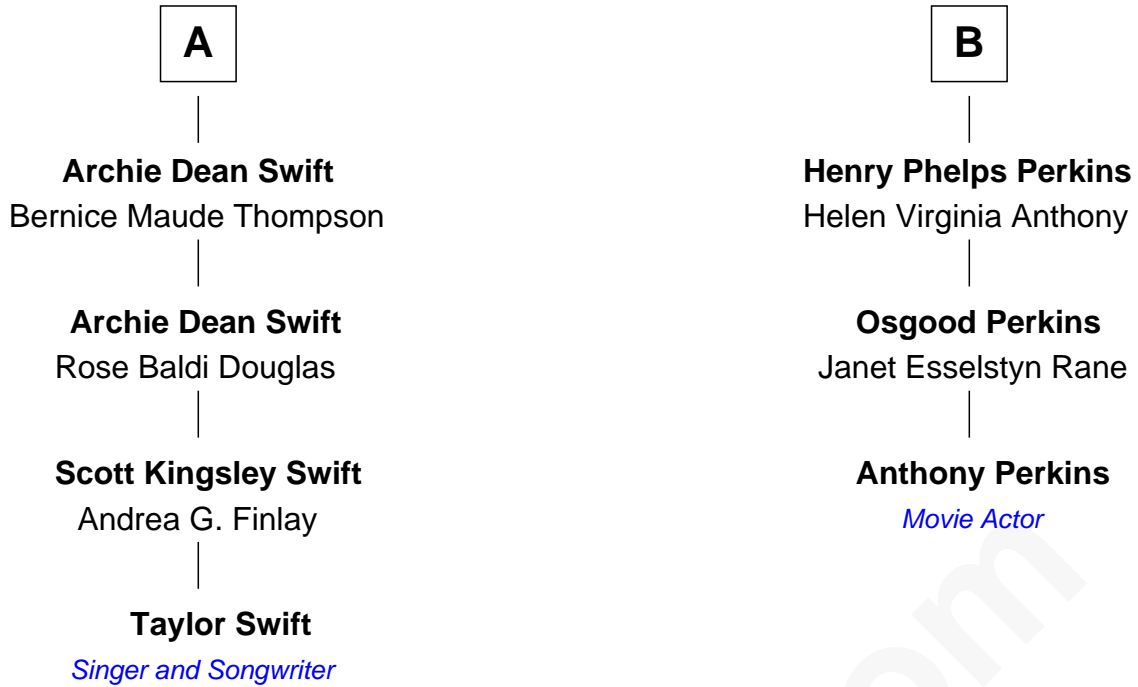 A
Archie Dean Swift
Bernice Maude Thompson
Archie Dean Swift
Rose Baldi Douglas
Scott Kingsley Swift
Andrea G. Finlay
Taylor Swift
Singer and Songwriter
B
Henry Phelps Perkins
Helen Virginia Anthony
Osgood Perkins
Janet Esselstyn Rane
Anthony Perkins
Movie Actor
om